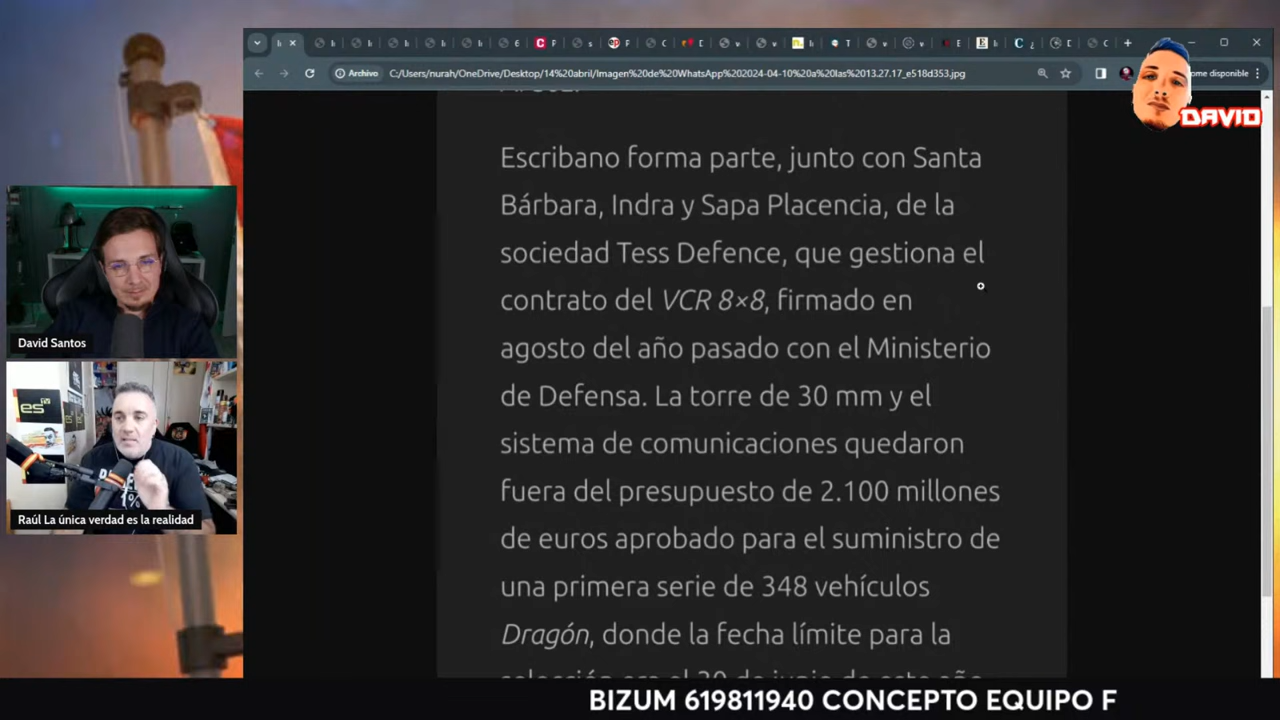 Archivo
C:/Users/nurah/OneDrive/Desktop/14%20abril/Imagen%20de%20WhatsApp%202024-04-10%20a%20las%2013.27.17_e518d353.jpg
ome disponible
DAVID
Escribano forma parte, junto con Santa
Bárbara, Indra y Sapa Placencia, de la
sociedad Tess Defence, que gestiona el
contrato del VCR 8×8, firmado en
agosto del año pasado con el Ministerio
de Defensa. La torre de 30 mm y el
sistema de comunicaciones quedaron
fuera del presupuesto de 2.100 millones
de euros aprobado para el suministro de
una primera serie de 348 vehículos
Dragón, donde la fecha límite para la
David Santos
es
Raúl La única verdad es la realidad
BIZUM 619811940 CONCEPTO EQUIPO F